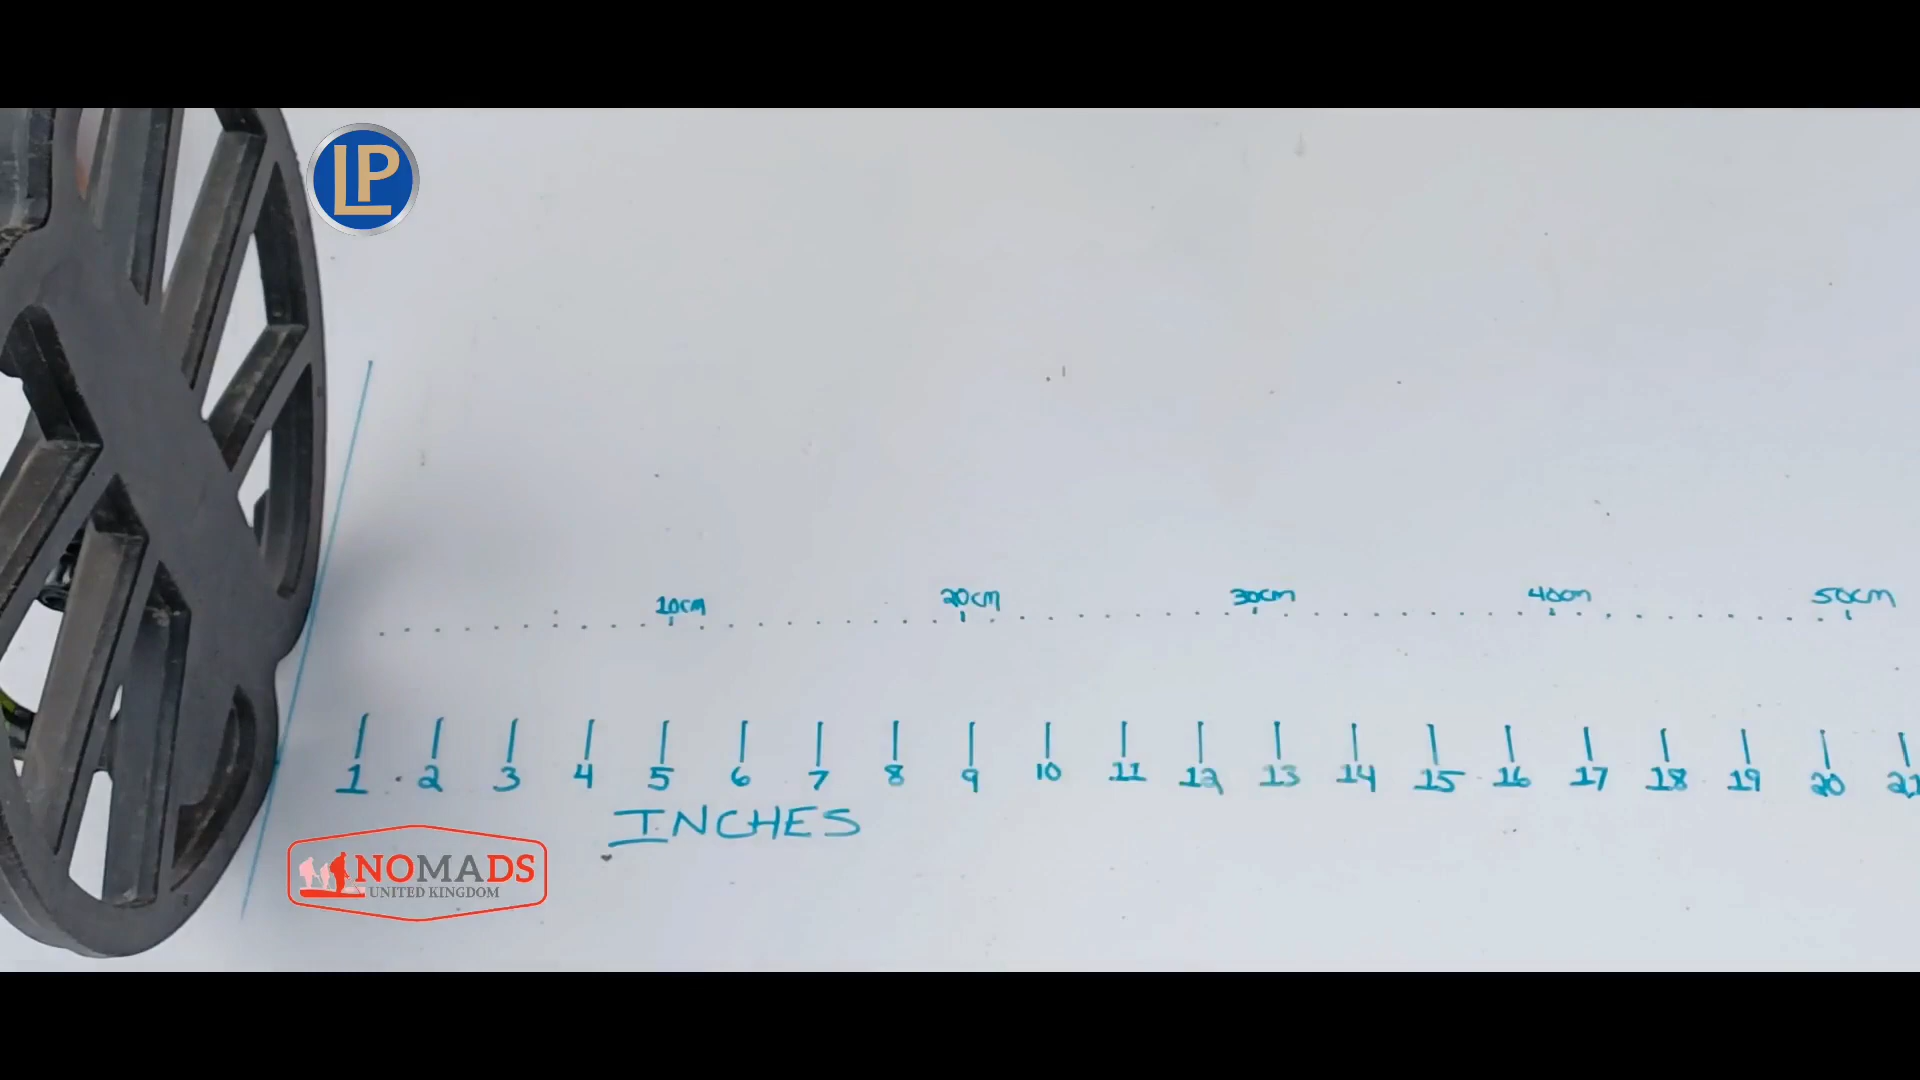 LP
10cm 20cm 30cm 40cm 50cm
1 2 3 4 5 6 7 8 9 10 11 12 13 14 15 16 17 18 19 20 21
INCHES
NOMADS
UNITED KINGDOM